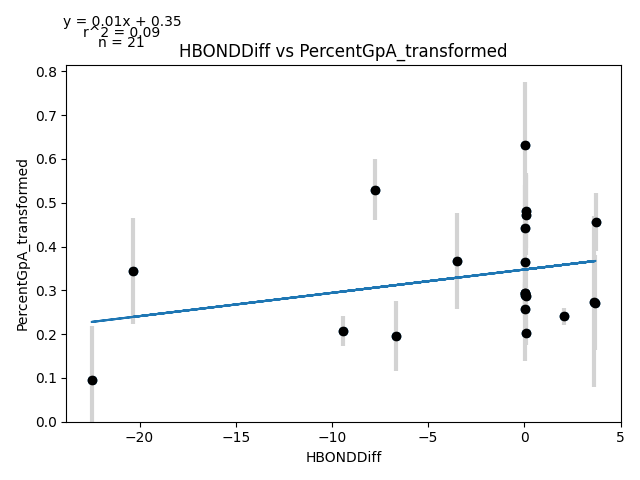 y = 0.01x + 0.35
r^2 = 0.09
n = 21
HBONDDiff vs PercentGpA_transformed
0.8
0.7
0.6
0.5
0.4
0.3
0.2
0.1
0.0
PercentGpA_transformed
−20
−15
−10
−5
0
5
HBONDDiff